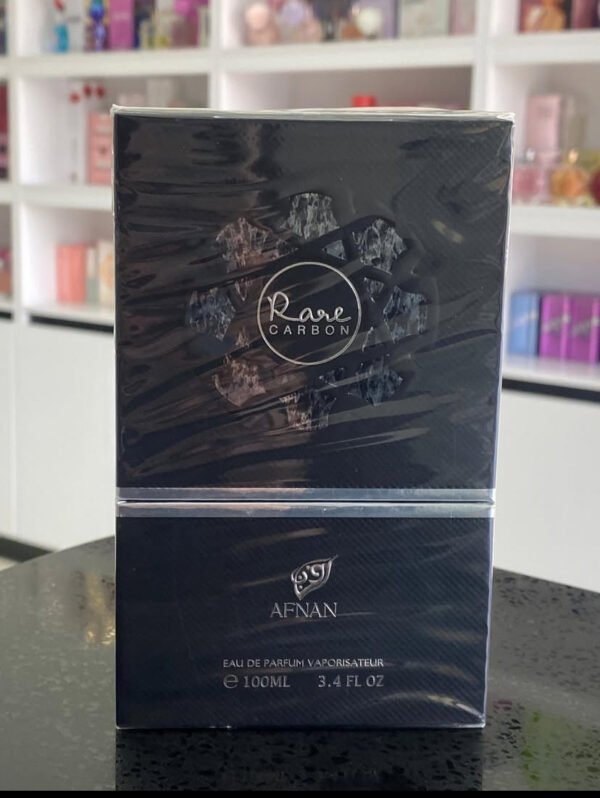 Rare
CARBON
AFNAN
EAU DE PARFUM VAPORISATEUR
℮ 100ML 3.4 FL OZ